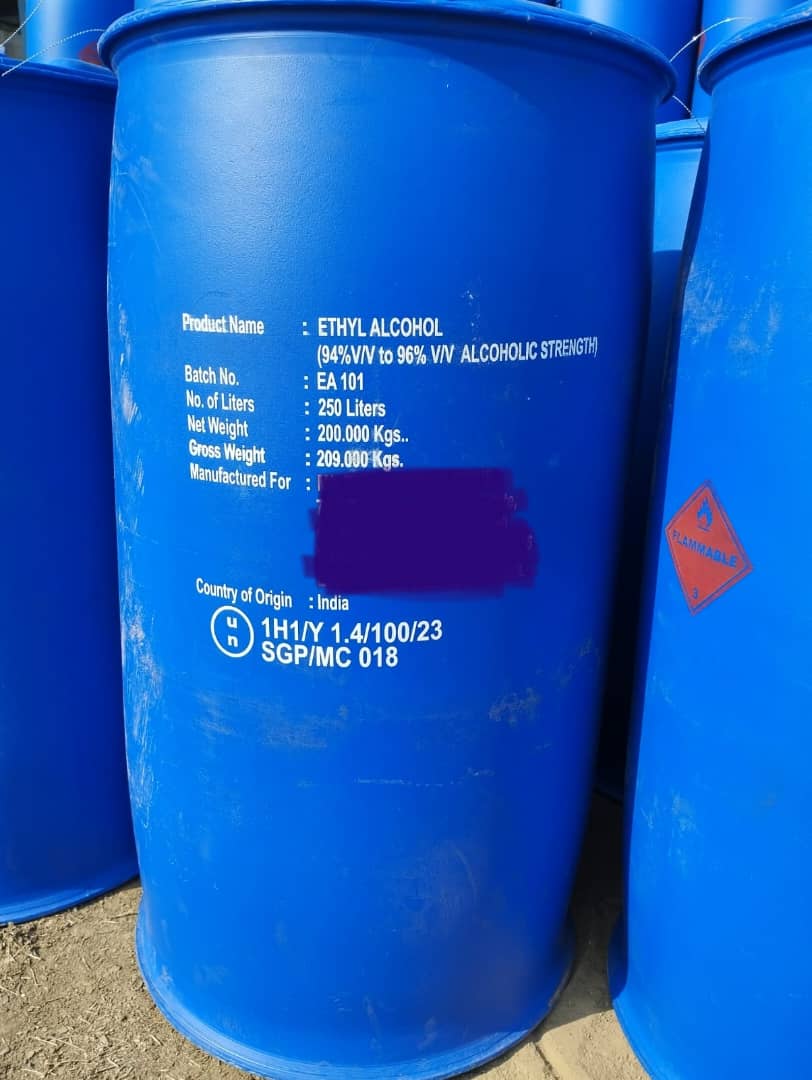 Product Name : ETHYL ALCOHOL
(94%V/V to 96% V/V ALCOHOLIC STRENGTH)
Batch No. : EA 101
No. of Liters : 250 Liters
Net Weight : 200.000 Kgs..
Gross Weight : 209.000 Kgs.
Manufactured For :
Country of Origin : India
un
1H1/Y 1.4/100/23
SGP/MC 018
FLAMMABLE
3